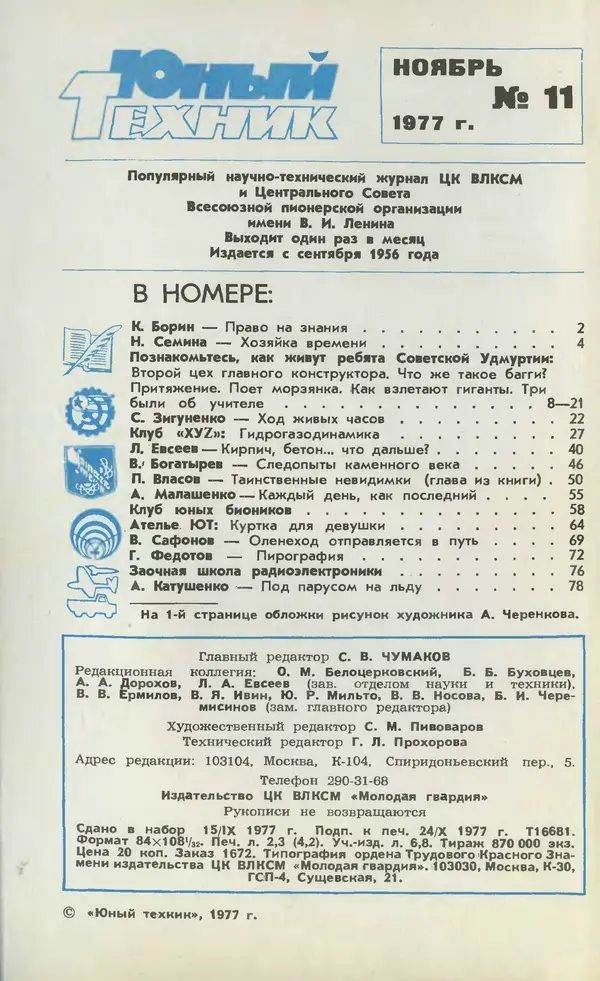 Юный
Техник
НОЯБРЬ
№ 11
1977 г.
Популярный научно-технический журнал ЦК ВЛКСМ
и Центрального Совета
Всесоюзной пионерской организации
имени В. И. Ленина
Выходит один раз в месяц
Издается с сентября 1956 года
В НОМЕРЕ:
К. Борин — Право на знания . . . . . . . . . . . 2
Н. Семина — Хозяйка времени . . . . . . . . . . 4
Познакомьтесь, как живут ребята Советской Удмуртии:
Второй цех главного конструктора. Что же такое багги?
Притяжение. Поет морзянка. Как взлетают гиганты. Три
были об учителе . . . . . . . . . . . . . . 8—21
С. Зигуненко — Ход живых часов . . . . . . . . . 22
Клуб «XYZ»: Гидрогазодинамика . . . . . . . . . 27
Л. Евсеев — Кирпич, бетон... что дальше? . . . . . . 40
В. Богатырев — Следопыты каменного века . . . . . 46
П. Власов — Таинственные невидимки (глава из книги) . 50
А. Малашенко — Каждый день, как последний . . . . 55
Клуб юных биоников . . . . . . . . . . . . . 58
Ателье ЮТ: Куртка для девушки . . . . . . . . . 64
В. Сафонов — Оленеход отправляется в путь . . . . 69
Г. Федотов — Пирография . . . . . . . . . . . 72
Заочная школа радиоэлектроники . . . . . . . . . 76
А. Катушенко — Под парусом на льду . . . . . . . 78
На 1-й странице обложки рисунок художника А. Черенкова.
Главный редактор С. В. ЧУМАКОВ
Редакционная коллегия: О. М. Белоцерковский, Б. Б. Буховцев,
А. А. Дорохов, Л. А. Евсеев (зав. отделом науки и техники).
В. В. Ермилов, В. Я. Ивин, Ю. Р. Мильто, В. В. Носова, Б. И. Чере-
мисинов (зам. главного редактора)
Художественный редактор С. М. Пивоваров
Технический редактор Г. Л. Прохорова
Адрес редакции: 103104, Москва, К-104, Спиридоньевский пер., 5.
Телефон 290-31-68
Издательство ЦК ВЛКСМ «Молодая гвардия»
Рукописи не возвращаются
Сдано в набор 15/IX 1977 г. Подп. к печ. 24/X 1977 г. Т16681.
Формат 84×108¹/₃₂. Печ. л. 2,3 (4,2). Уч.-изд. л. 6,8. Тираж 870 000 экз.
Цена 20 коп. Заказ 1672. Типография ордена Трудового Красного Зна-
мени издательства ЦК ВЛКСМ «Молодая гвардия». 103030, Москва, К-30,
ГСП-4, Сущевская, 21.
© «Юный техник», 1977 г.